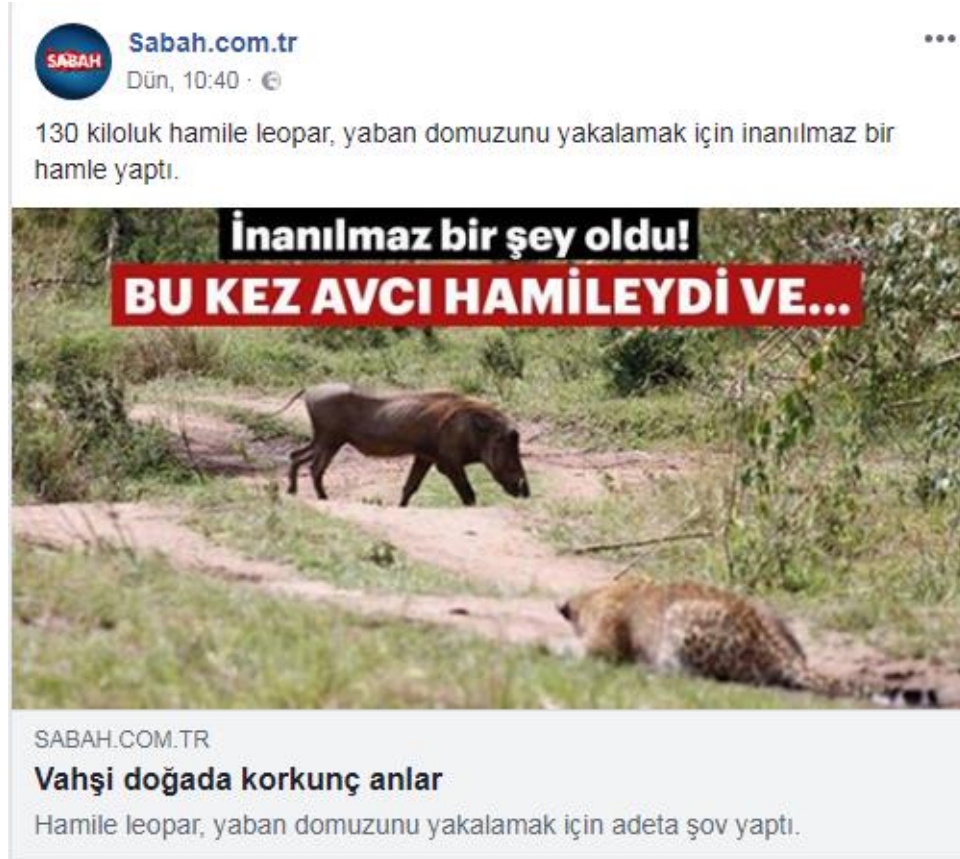 SABAH
Sabah.com.tr
Dün, 10:40 ·
130 kiloluk hamile leopar, yaban domuzunu yakalamak için inanılmaz bir
hamle yaptı.
İnanılmaz bir şey oldu!
BU KEZ AVCI HAMİLEYDİ VE...
SABAH.COM.TR
Vahşi doğada korkunç anlar
Hamile leopar, yaban domuzunu yakalamak için adeta şov yaptı.